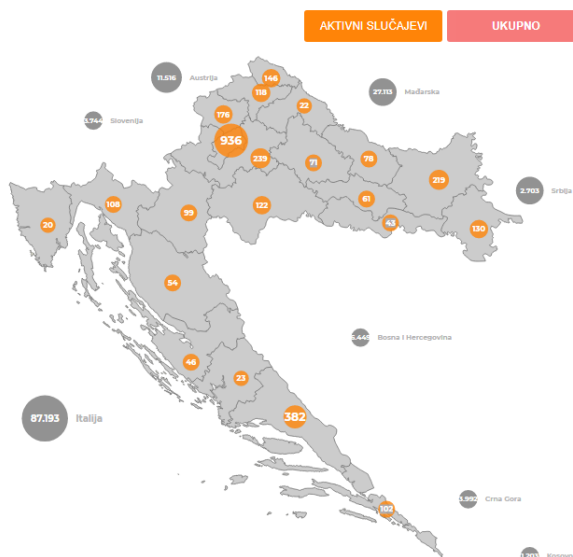 AKTIVNI SLUČAJEVI
UKUPNO
146
11.516 Austrija
118
27.113 Mađarska
22
176
3.744 Slovenija
936
239
71
78
219
61
2.703 Srbija
108
99
122
20
43
130
54
Bosna I Hercegovina
46
23
87.193 Italija
382
3.992 Crna Gora
102
Kosovo